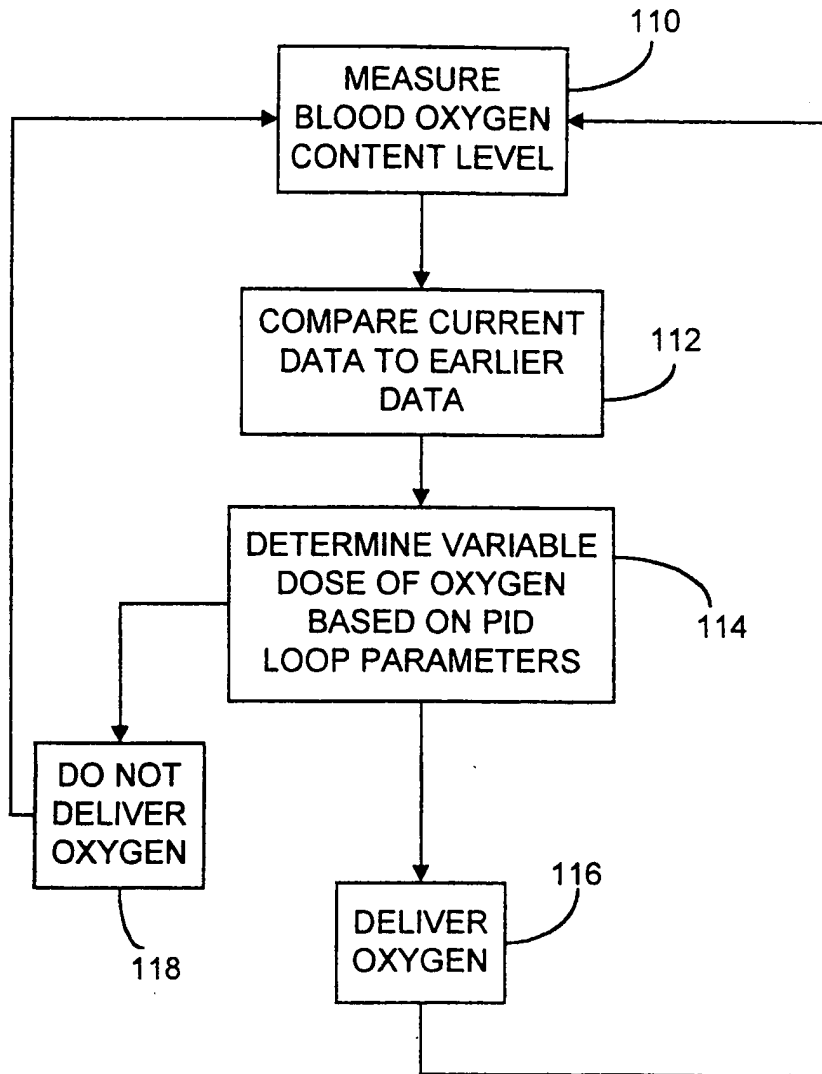 110
MEASURE
BLOOD OXYGEN
CONTENT LEVEL
COMPARE CURRENT
DATA TO EARLIER
DATA
112
DETERMINE VARIABLE
DOSE OF OXYGEN
BASED ON PID
LOOP PARAMETERS
114
DO NOT
DELIVER
OXYGEN
118
116
DELIVER
OXYGEN